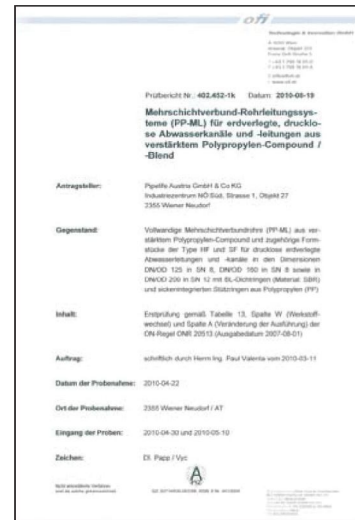 ofi
Technologie & Innovation GmbH
Prüfbericht Nr.: 402.452-1k Datum: 2010-08-19
Mehrschichtverbund-Rohrleitungssys-
teme (PP-ML) für erdverlegte, drucklo-
se Abwasserkanäle und -leitungen aus
verstärktem Polypropylen-Compound /
-Blend
Antragsteller: Pipelife Austria GmbH & Co KG
Industriezentrum NÖ Süd, Strasse 1, Objekt 27
2355 Wiener Neudorf
Gegenstand: Vollwandige Mehrschichtverbundrohre (PP-ML) aus ver-
stärktem Polypropylen-Compound und zugehörige Form-
stücke der Type HF und SF für drucklose erdverlegte
Abwasserleitungen und -kanäle in den Dimensionen
DN/OD 125 in SN 8, DN/OD 160 in SN 8 sowie in
DN/OD 200 in SN 12 mit BL-Dichtringen (Material: SBR)
und sickenintegrierten Stützringen aus Polypropylen (PP)
Inhalt: Erstprüfung gemäß Tabelle 13, Spalte W (Werkstoff-
wechsel) und Spalte A (Veränderung der Ausführung) der
ON-Regel ONR 20513 (Ausgabedatum 2007-08-01)
Auftrag: schriftlich durch Herrn Ing. Paul Valenta vom 2010-03-11
Datum der Probenahme: 2010-04-22
Ort der Probenahme: 2355 Wiener Neudorf / AT
Eingang der Proben: 2010-04-30 und 2010-05-10
Zeichen: DI. Papp / Vyc